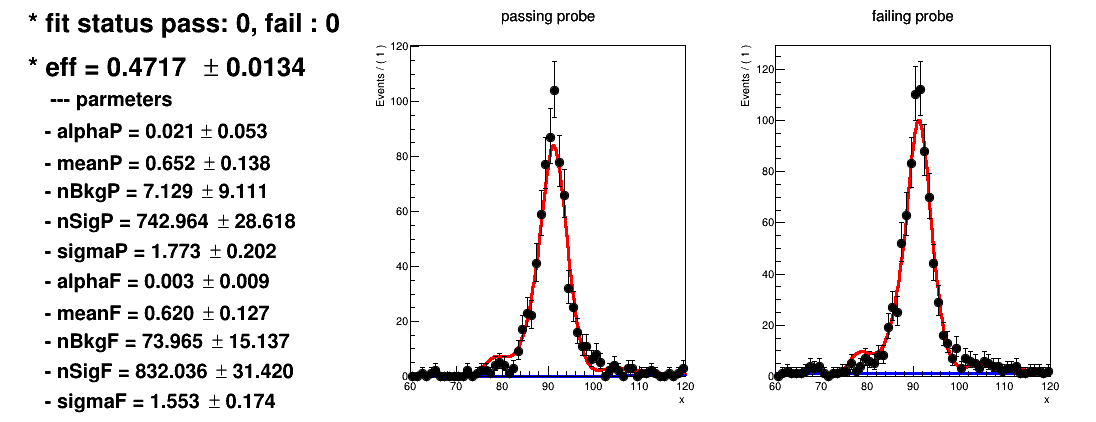 * fit status pass: 0, fail : 0
* eff = 0.4717 ± 0.0134
--- parmeters
- alphaP = 0.021 ± 0.053
- meanP = 0.652 ± 0.138
- nBkgP = 7.129 ± 9.111
- nSigP = 742.964 ± 28.618
- sigmaP = 1.773 ± 0.202
- alphaF = 0.003 ± 0.009
- meanF = 0.620 ± 0.127
- nBkgF = 73.965 ± 15.137
- nSigF = 832.036 ± 31.420
- sigmaF = 1.553 ± 0.174
passing probe
Events / ( 1 )
120
100
80
60
40
20
0
60 70 80 90 100 110 120
x
failing probe
Events / ( 1 )
120
100
80
60
40
20
0
60 70 80 90 100 110 120
x